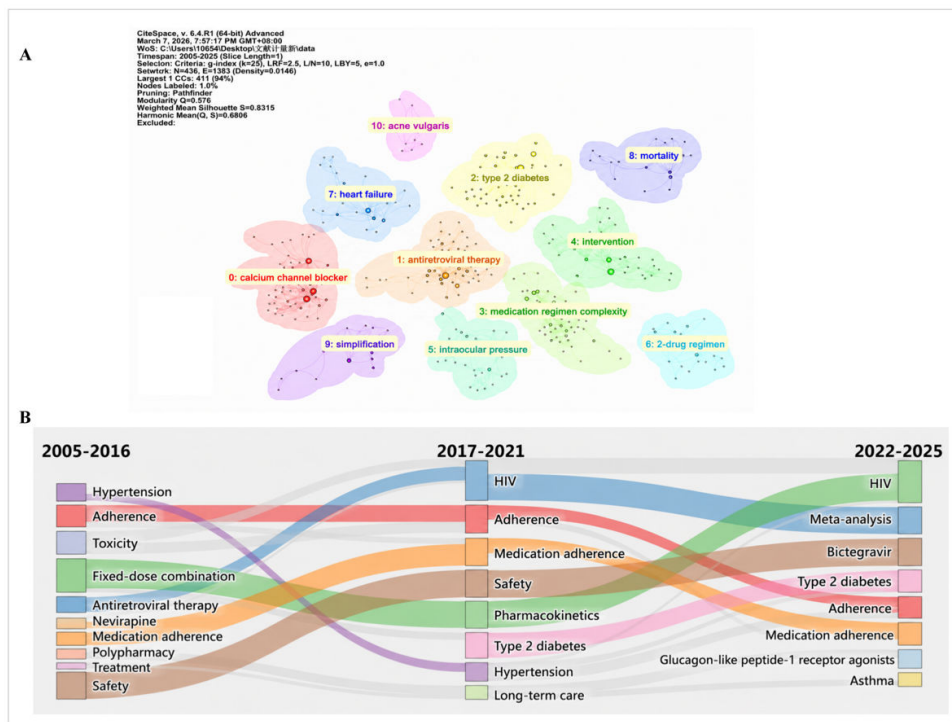 A
CiteSpace, v. 6.4.R1 (64-bit) Advanced
March 7, 2026, 7:57:17 PM GMT+08:00
WoS: C:\Users\10654\Desktop\文献计量新\data
Timespan: 2005-2025 (Slice Length=1)
Selecion: Criteria: g-index (k=25), LRF=2.5, L/N=10, LBY=5, e=1.0
Setwtrk: N=436, E=1383 (Density=0.0146)
Largest 1 CCs: 411 (94%)
Nodes Labeled: 1.0%
Pruning: Pathfinder
Modularity Q=0.576
Weighted Mean Silhouette S=0.8315
Harmonic Mean(Q, S)=0.6806
Excluded:
10: acne vulgaris
8: mortality
2: type 2 diabetes
7: heart failure
4: intervention
1: antiretroviral therapy
0: calcium channel blocker
3: medication regimen complexity
9: simplification
5: intraocular pressure
6: 2-drug regimen
B
2005-2016
Hypertension
Adherence
Toxicity
Fixed-dose combination
Antiretroviral therapy
Nevirapine
Medication adherence
Polypharmacy
Treatment
Safety
2017-2021
HIV
Adherence
Medication adherence
Safety
Pharmacokinetics
Type 2 diabetes
Hypertension
Long-term care
2022-2025
HIV
Meta-analysis
Bictegravir
Type 2 diabetes
Adherence
Medication adherence
Glucagon-like peptide-1 receptor agonists
Asthma